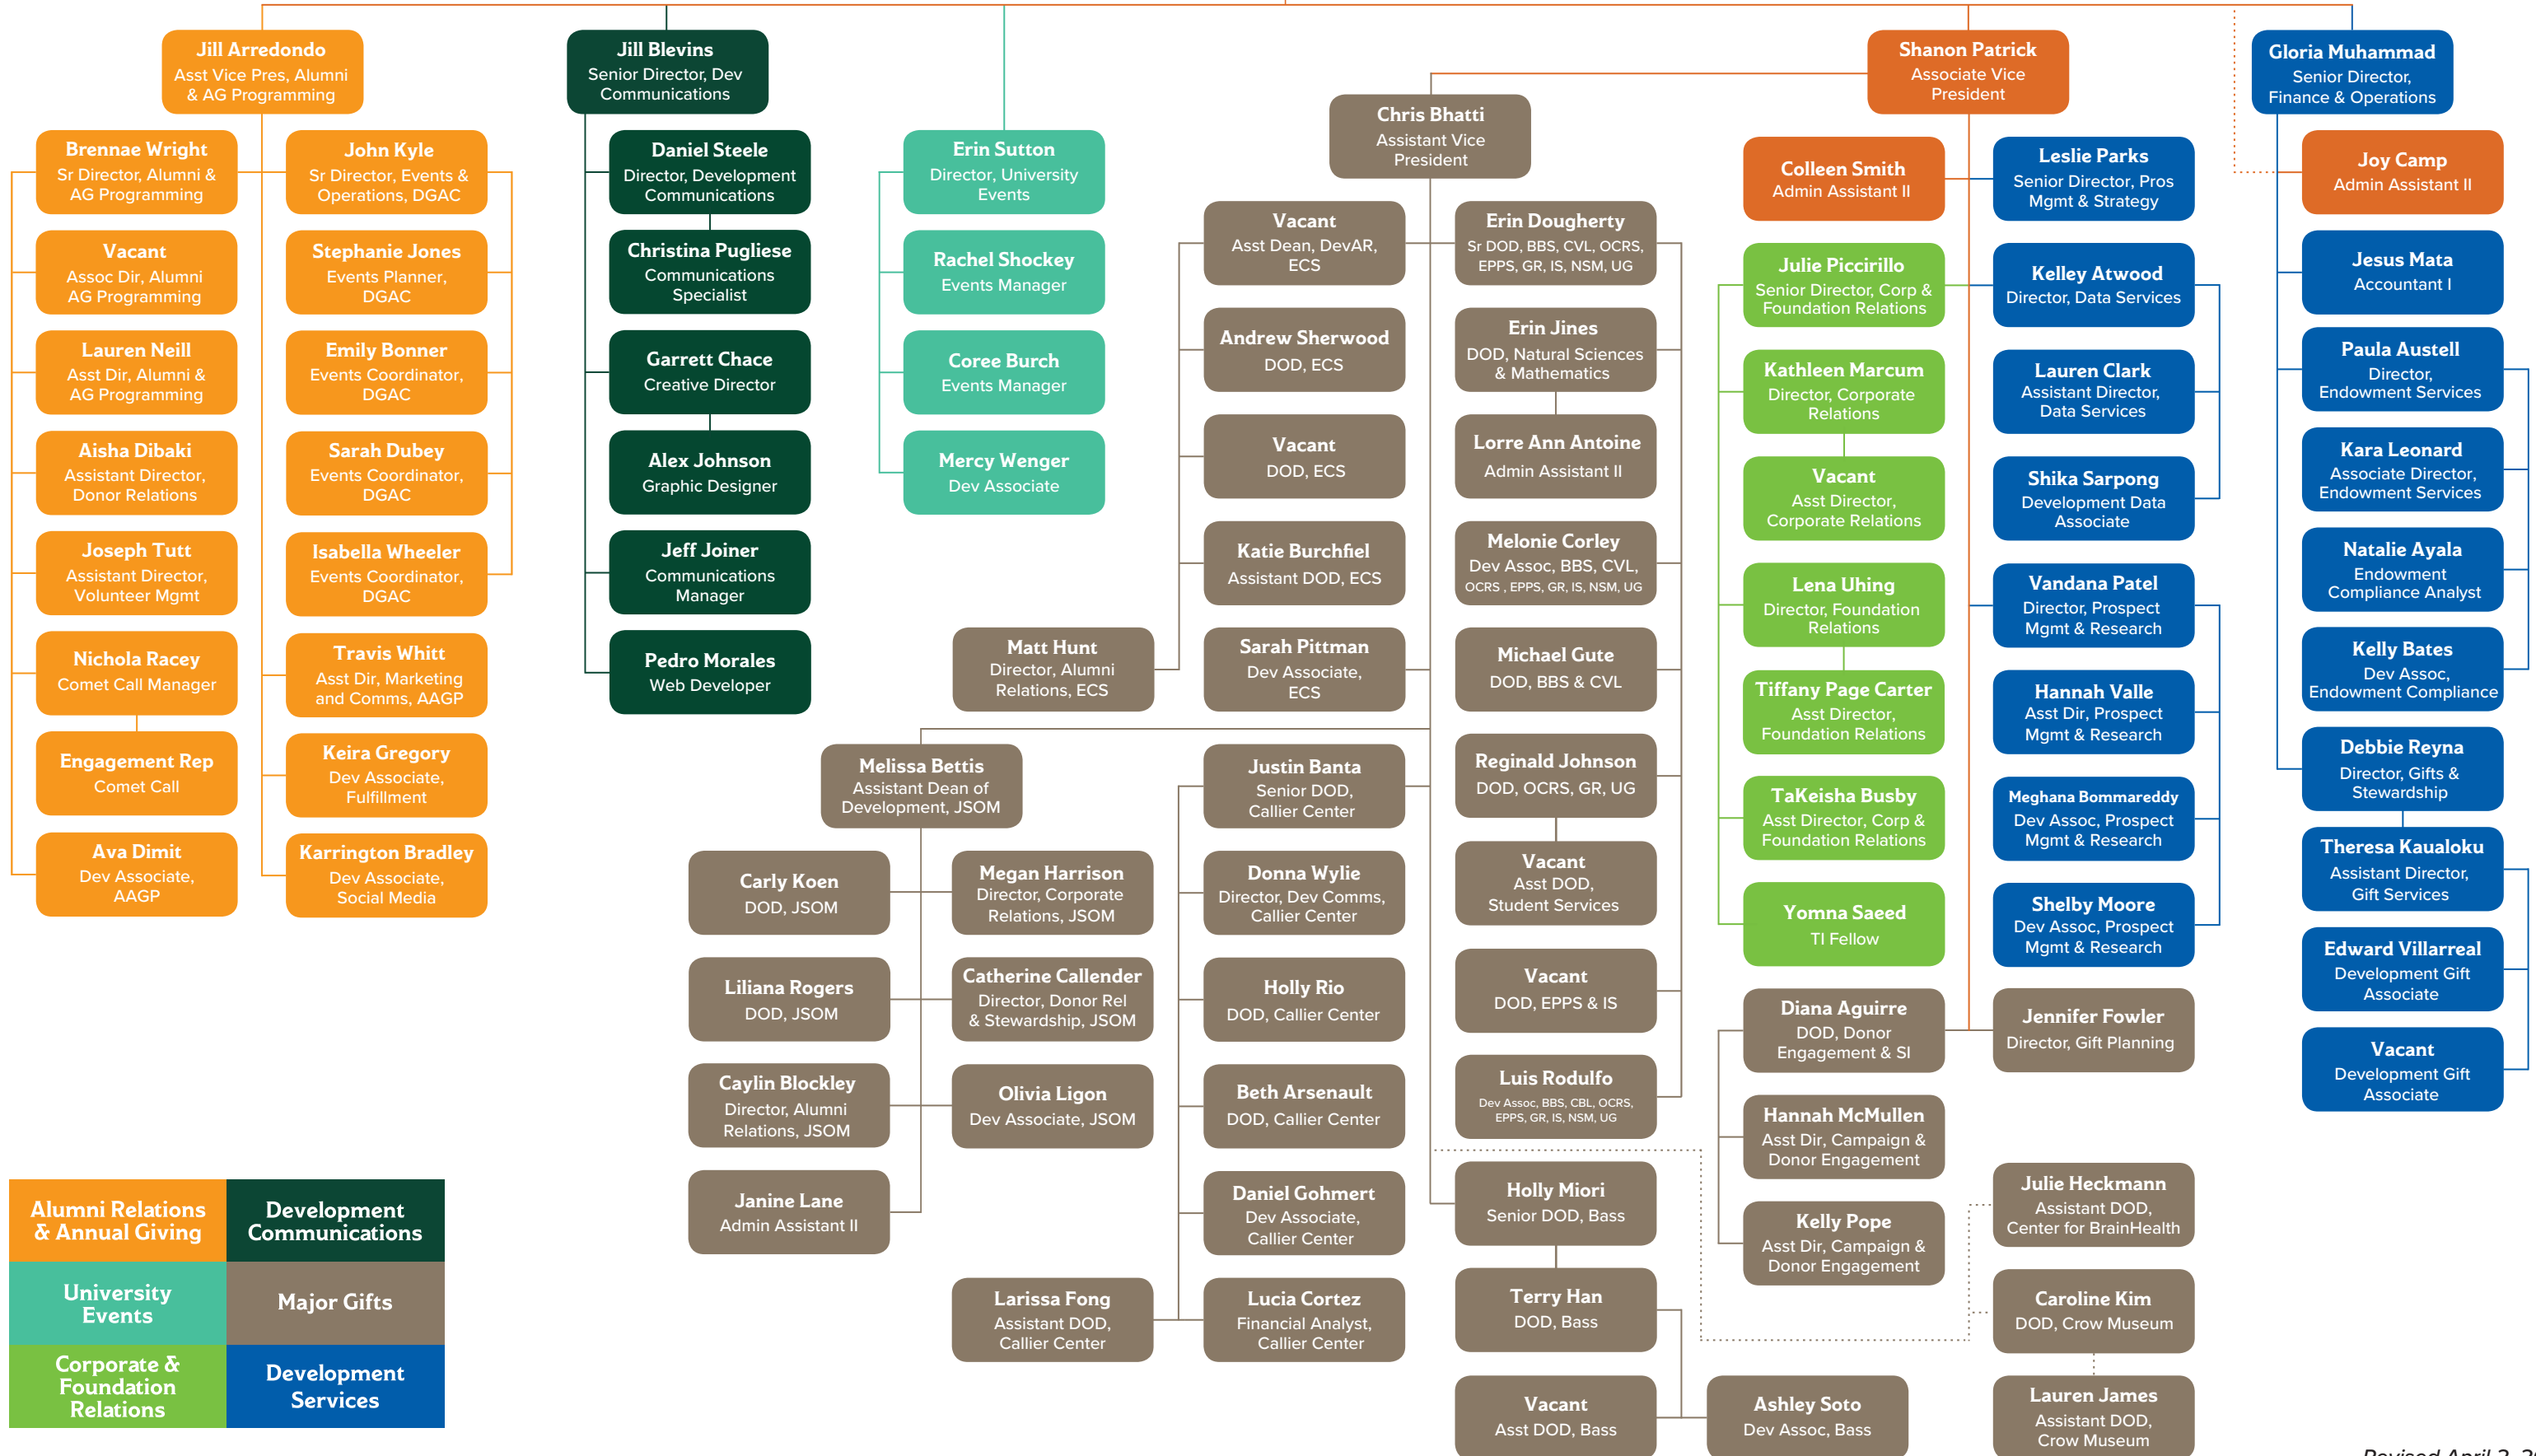 Jill Arredondo
Asst Vice Pres, Alumni
& AG Programming
Brennae Wright
Sr Director, Alumni &
AG Programming
Vacant
Assoc Dir, Alumni
AG Programming
Lauren Neill
Asst Dir, Alumni &
AG Programming
Aisha Dibaki
Assistant Director,
Donor Relations
Joseph Tutt
Assistant Director,
Volunteer Mgmt
Nichola Racey
Comet Call Manager
Engagement Rep
Comet Call
Ava Dimit
Dev Associate,
AAGP
John Kyle
Sr Director, Events &
Operations, DGAC
Stephanie Jones
Events Planner,
DGAC
Emily Bonner
Events Coordinator,
DGAC
Sarah Dubey
Events Coordinator,
DGAC
Isabella Wheeler
Events Coordinator,
DGAC
Travis Whitt
Asst Dir, Marketing
and Comms, AAGP
Keira Gregory
Dev Associate,
Fulfillment
Karrington Bradley
Dev Associate,
Social Media
Jill Blevins
Senior Director, Dev
Communications
Daniel Steele
Director, Development
Communications
Christina Pugliese
Communications
Specialist
Garrett Chace
Creative Director
Alex Johnson
Graphic Designer
Jeff Joiner
Communications
Manager
Pedro Morales
Web Developer
Erin Sutton
Director, University
Events
Rachel Shockey
Events Manager
Coree Burch
Events Manager
Mercy Wenger
Dev Associate
Shanon Patrick
Associate Vice
President
Chris Bhatti
Assistant Vice
President
Vacant
Asst Dean, DevAR,
ECS
Andrew Sherwood
DOD, ECS
Vacant
DOD, ECS
Katie Burchfiel
Assistant DOD, ECS
Matt Hunt
Director, Alumni
Relations, ECS
Sarah Pittman
Dev Associate,
ECS
Erin Dougherty
Sr DOD, BBS, CVL, OCRS,
EPPS, GR, IS, NSM, UG
Erin Jines
DOD, Natural Sciences
& Mathematics
Lorre Ann Antoine
Admin Assistant II
Melonie Corley
Dev Assoc, BBS, CVL,
OCRS , EPPS, GR, IS, NSM, UG
Michael Gute
DOD, BBS & CVL
Reginald Johnson
DOD, OCRS, GR, UG
Vacant
Asst DOD,
Student Services
Vacant
DOD, EPPS & IS
Luis Rodulfo
Dev Assoc, BBS, CBL, OCRS,
EPPS, GR, IS, NSM, UG
Melissa Bettis
Assistant Dean of
Development, JSOM
Carly Koen
DOD, JSOM
Megan Harrison
Director, Corporate
Relations, JSOM
Liliana Rogers
DOD, JSOM
Catherine Callender
Director, Donor Rel
& Stewardship, JSOM
Caylin Blockley
Director, Alumni
Relations, JSOM
Olivia Ligon
Dev Associate, JSOM
Janine Lane
Admin Assistant II
Justin Banta
Senior DOD,
Callier Center
Donna Wylie
Director, Dev Comms,
Callier Center
Holly Rio
DOD, Callier Center
Beth Arsenault
DOD, Callier Center
Daniel Gohmert
Dev Associate,
Callier Center
Larissa Fong
Assistant DOD,
Callier Center
Lucia Cortez
Financial Analyst,
Callier Center
Holly Miori
Senior DOD, Bass
Terry Han
DOD, Bass
Vacant
Asst DOD, Bass
Ashley Soto
Dev Assoc, Bass
Colleen Smith
Admin Assistant II
Julie Piccirillo
Senior Director, Corp &
Foundation Relations
Kathleen Marcum
Director, Corporate
Relations
Vacant
Asst Director,
Corporate Relations
Lena Uhing
Director, Foundation
Relations
Tiffany Page Carter
Asst Director,
Foundation Relations
TaKeisha Busby
Asst Director, Corp &
Foundation Relations
Yomna Saeed
TI Fellow
Diana Aguirre
DOD, Donor
Engagement & SI
Hannah McMullen
Asst Dir, Campaign &
Donor Engagement
Kelly Pope
Asst Dir, Campaign &
Donor Engagement
Leslie Parks
Senior Director, Pros
Mgmt & Strategy
Kelley Atwood
Director, Data Services
Lauren Clark
Assistant Director,
Data Services
Shika Sarpong
Development Data
Associate
Vandana Patel
Director, Prospect
Mgmt & Research
Hannah Valle
Asst Dir, Prospect
Mgmt & Research
Meghana Bommareddy
Dev Assoc, Prospect
Mgmt & Research
Shelby Moore
Dev Assoc, Prospect
Mgmt & Research
Jennifer Fowler
Director, Gift Planning
Julie Heckmann
Assistant DOD,
Center for BrainHealth
Caroline Kim
DOD, Crow Museum
Lauren James
Assistant DOD,
Crow Museum
Gloria Muhammad
Senior Director,
Finance & Operations
Joy Camp
Admin Assistant II
Jesus Mata
Accountant I
Paula Austell
Director,
Endowment Services
Kara Leonard
Associate Director,
Endowment Services
Natalie Ayala
Endowment
Compliance Analyst
Kelly Bates
Dev Assoc,
Endowment Compliance
Debbie Reyna
Director, Gifts &
Stewardship
Theresa Kaualoku
Assistant Director,
Gift Services
Edward Villarreal
Development Gift
Associate
Vacant
Development Gift
Associate
Alumni Relations
& Annual Giving
Development
Communications
University
Events
Major Gifts
Corporate &
Foundation
Relations
Development
Services
Revised April